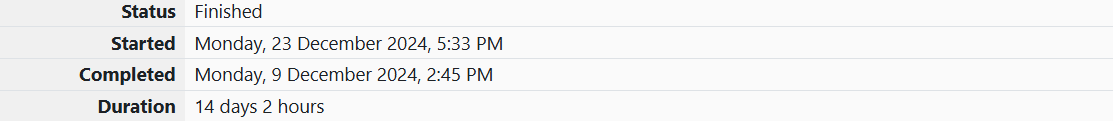 Status Finished
Started Monday, 23 December 2024, 5:33 PM
Completed Monday, 9 December 2024, 2:45 PM
Duration 14 days 2 hours